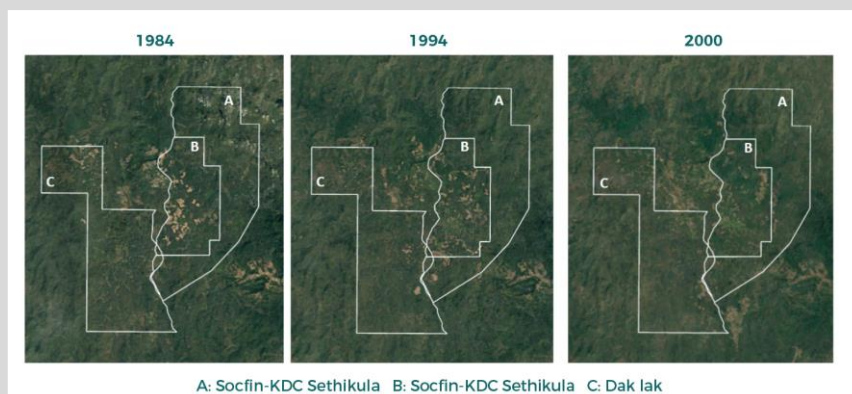 1984 1994 2000
A A A
B B B
C C C
A: Socfin-KDC Sethikula B: Socfin-KDC Sethikula C: Dak lak